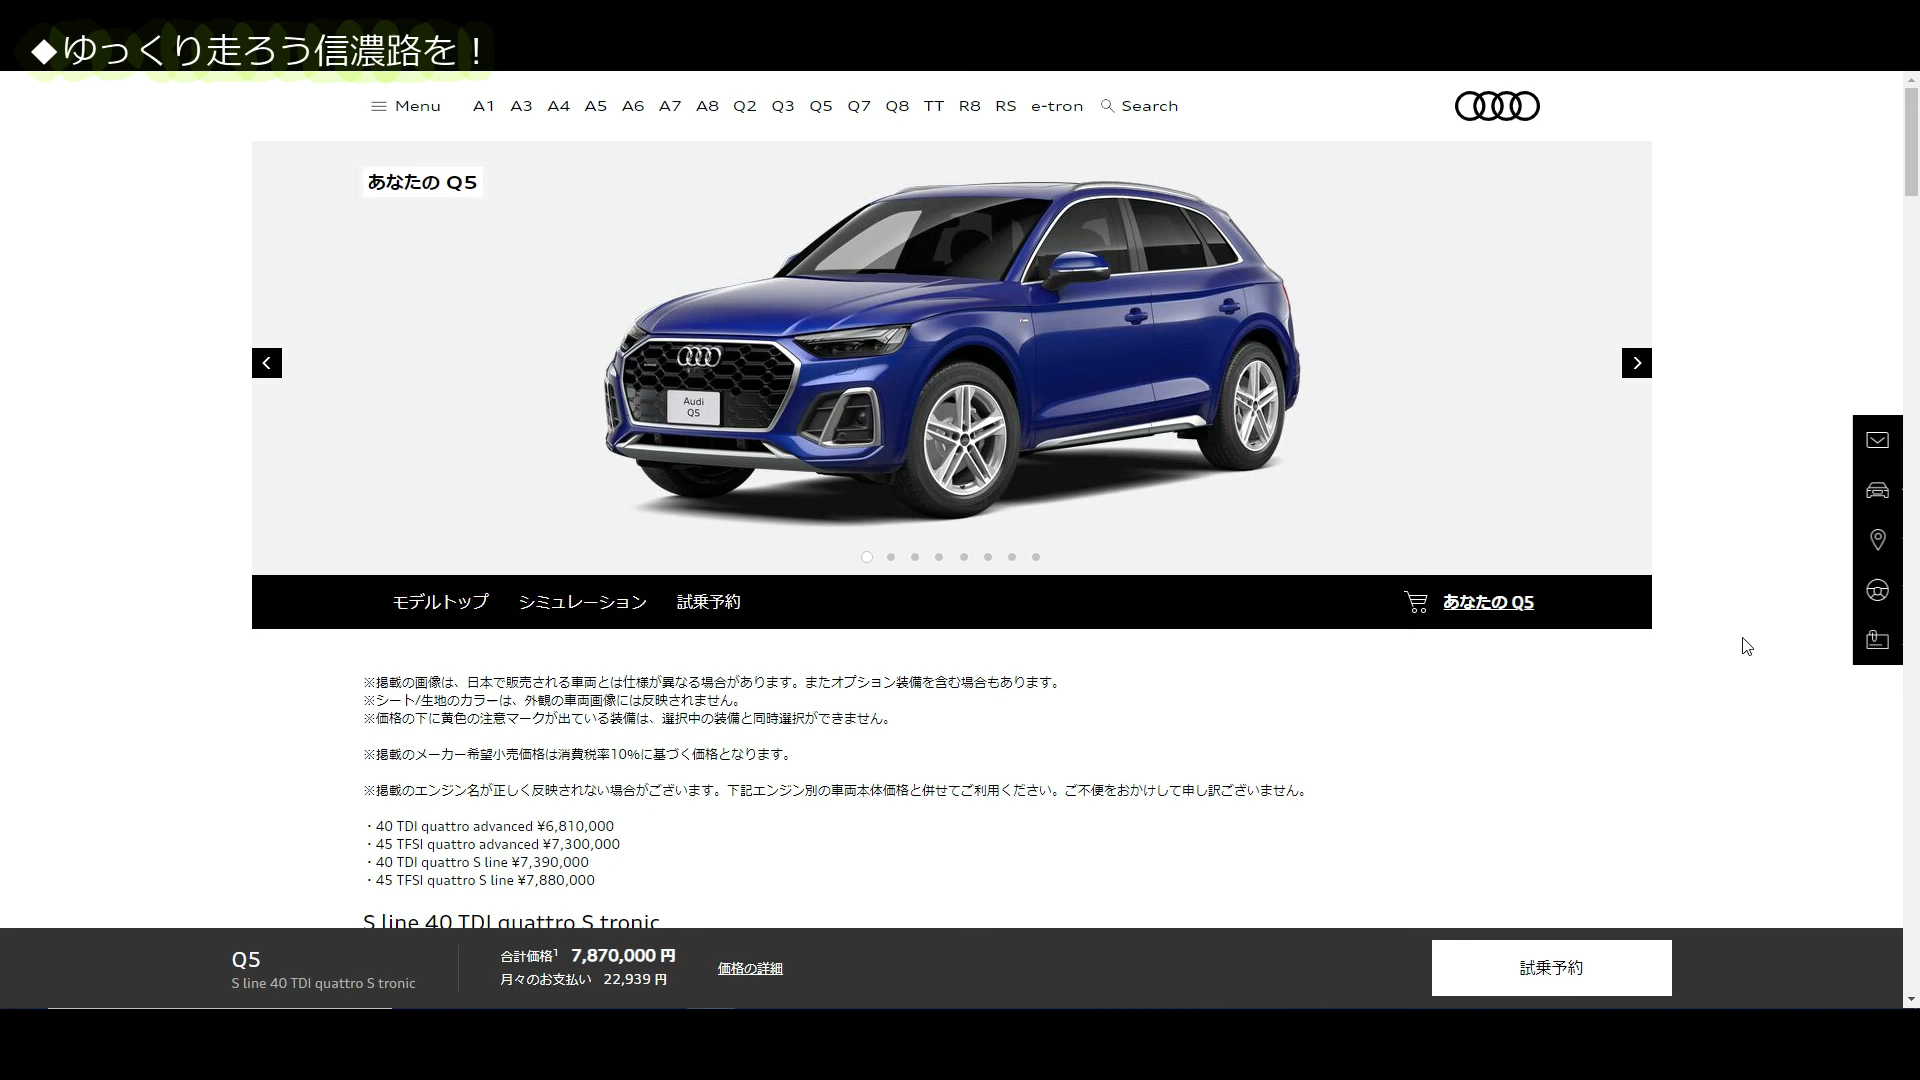 ◆ゆっくり走ろう信濃路を！
Menu A1 A3 A4 A5 A6 A7 A8 Q2 Q3 Q5 Q7 Q8 TT R8 RS e-tron Search
あなたの Q5
Audi
Q5
モデルトップ シミュレーション 試乗予約 あなたの Q5
※掲載の画像は、日本で販売される車両とは仕様が異なる場合があります。またオプション装備を含む場合もあります。
※シート/生地のカラーは、外観の車両画像には反映されません。
※価格の下に黄色の注意マークが出ている装備は、選択中の装備と同時選択ができません。
※掲載のメーカー希望小売価格は消費税率10%に基づく価格となります。
※掲載のエンジン名が正しく反映されない場合がございます。下記エンジン別の車両本体価格と併せてご利用ください。ご不便をおかけして申し訳ございません。
・40 TDI quattro advanced ¥6,810,000
・45 TFSI quattro advanced ¥7,300,000
・40 TDI quattro S line ¥7,390,000
・45 TFSI quattro S line ¥7,880,000
S line 40 TDI quattro S tronic
Q5
S line 40 TDI quattro S tronic
合計価格1 7,870,000 円
月々のお支払い 22,939 円
価格の詳細
試乗予約